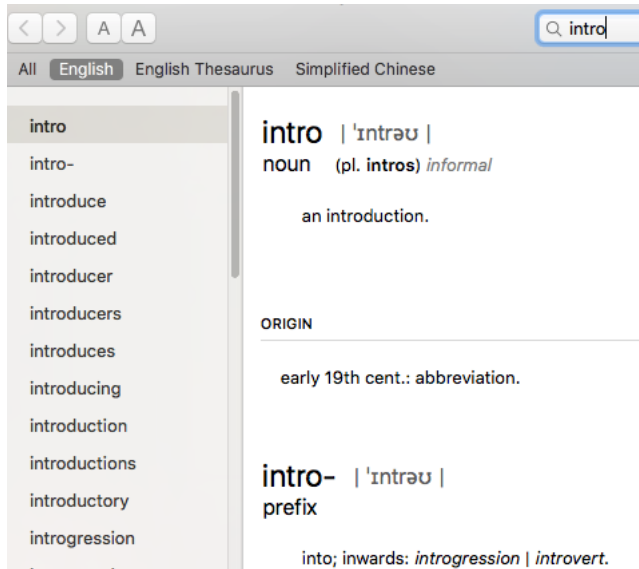 A A
intro
All English English Thesaurus Simplified Chinese
intro
intro-
introduce
introduced
introducer
introducers
introduces
introducing
introduction
introductions
introductory
introgression
intro | ˈɪntrəʊ |
noun (pl. intros) informal
an introduction.
ORIGIN
early 19th cent.: abbreviation.
intro- | ˈɪntrəʊ |
prefix
into; inwards: introgression | introvert.